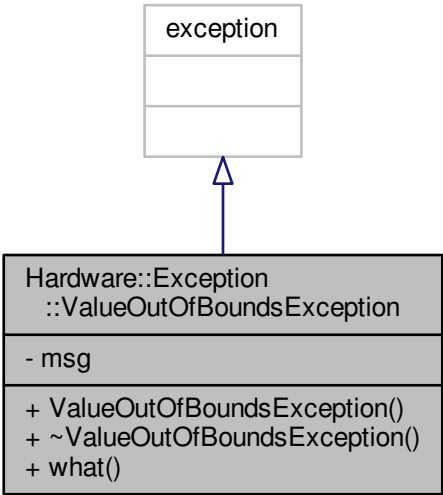 exception
Hardware::Exception
::ValueOutOfBoundsException
- msg
+ ValueOutOfBoundsException()
+ ~ValueOutOfBoundsException()
+ what()